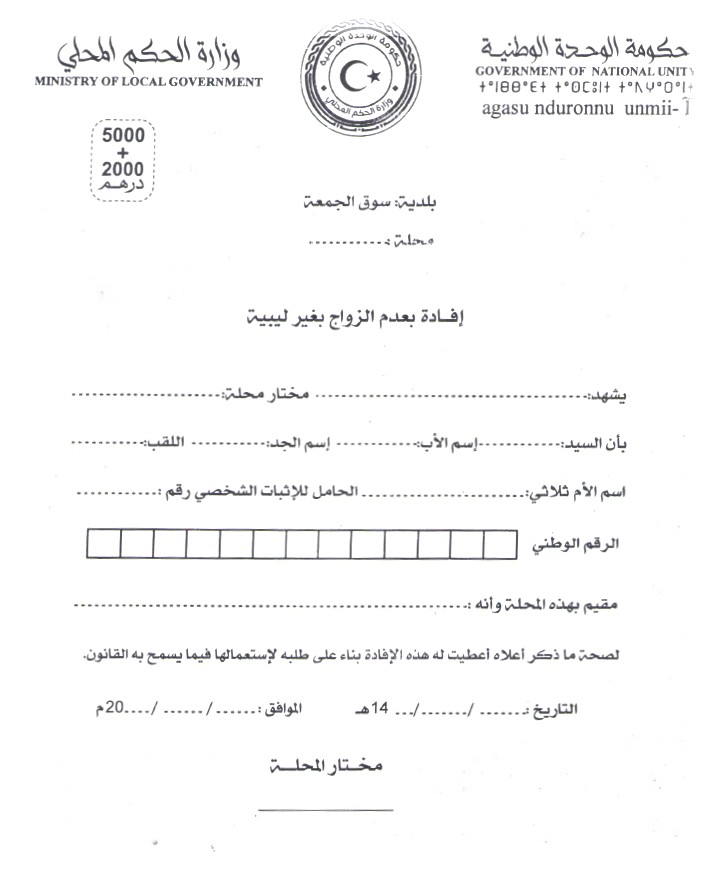 حكومة الوحدة الوطنية
GOVERNMENT OF NATIONAL UNITY
agasu nduronnu unmii-
حكومة الوحدة الوطنية
وزارة الحكم المحلي
وزارة الحكم المحلي
MINISTRY OF LOCAL GOVERNMENT
5000
+
2000
درهم
بلدية: سوق الجمعة
محلة :............
إفادة بعدم الزواج بغير ليبية
يشهد:........................................ مختار محلة:......................
بأن السيد:............إسم الأب:............ إسم الجد:........... اللقب:...........
اسم الأم ثلاثي:........................ الحامل للإثبات الشخصي رقم :............
الرقم الوطني
مقيم بهذه المحلة وأنه :............................................................
لصحة ما ذكر أعلاه أعطيت له هذه الإفادة بناء على طلبه لإستعمالها فيما يسمح به القانون.
التاريخ :....... /......./... 14هـ الموافق :....... / ...... /....20م
مختار المحلة